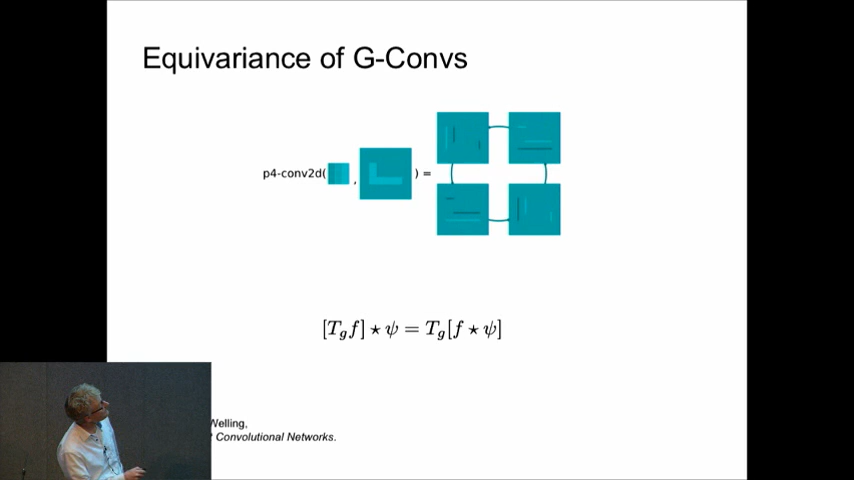 Equivariance of G-Convs
p4-conv2d( , ) =
[T_g f] ⋆ ψ = T_g[f ⋆ ψ]
Welling.
Convolutional Networks.